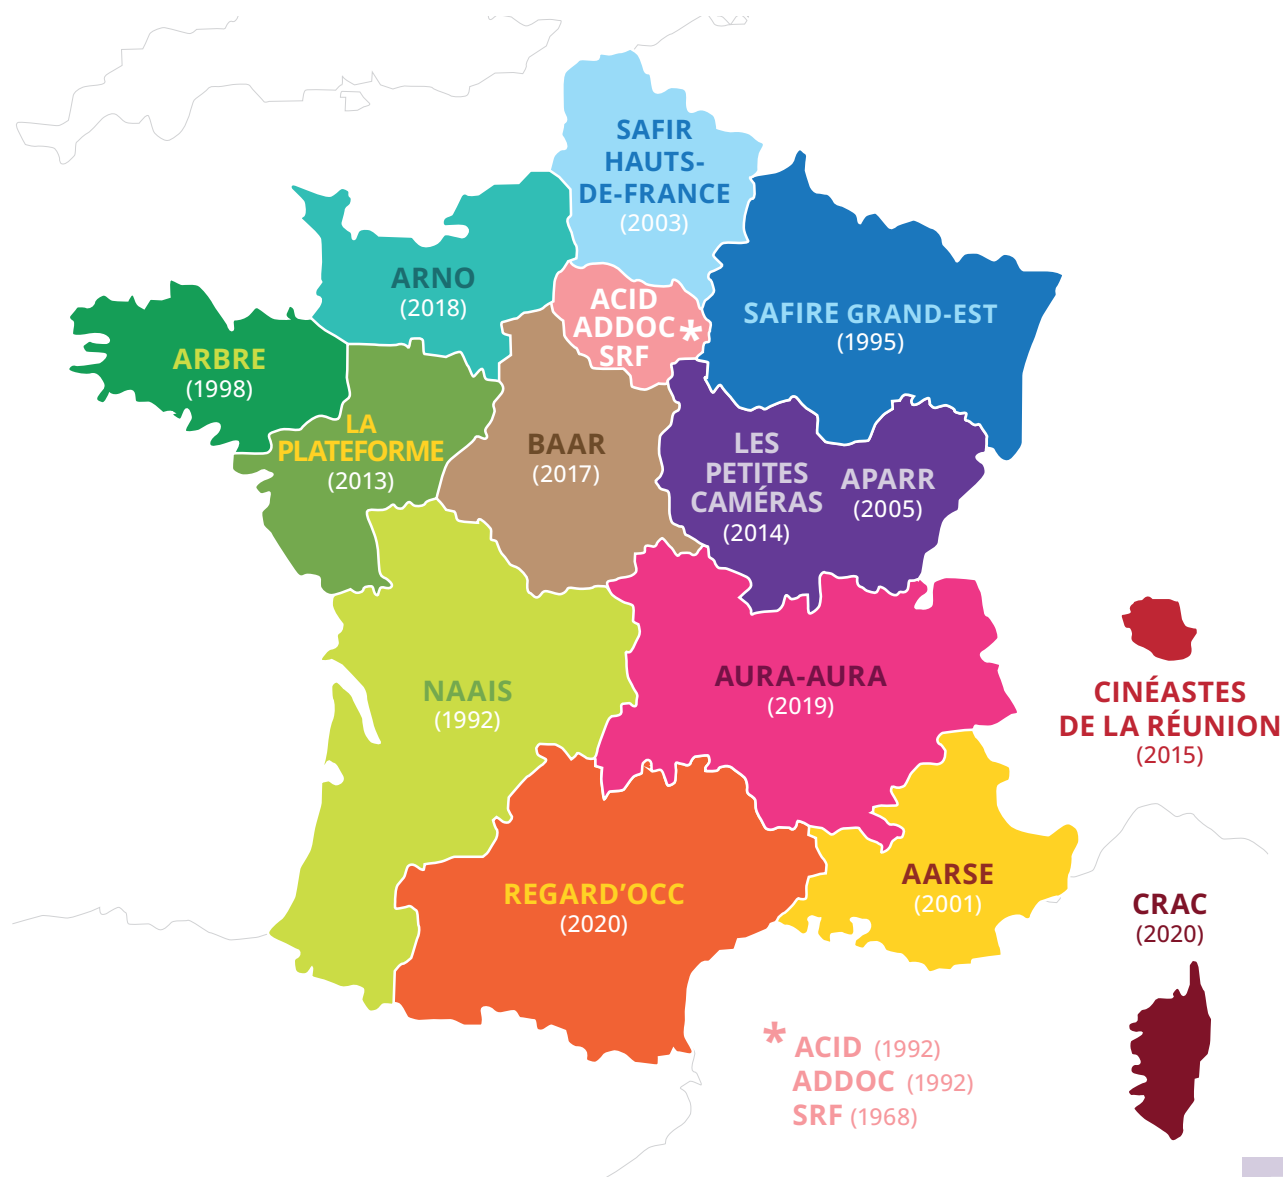 SAFIR
HAUTS-
DE-FRANCE
(2003)
ARNO
(2018)
ACID
ADDOC *
SRF
SAFIRE GRAND-EST
(1995)
ARBRE
(1998)
LA
PLATEFORME
(2013)
BAAR
(2017)
LES
PETITES
CAMÉRAS
(2014)
APARR
(2005)
NAAIS
(1992)
AURA-AURA
(2019)
CINÉASTES
DE LA RÉUNION
(2015)
REGARD’OCC
(2020)
AARSE
(2001)
CRAC
(2020)
* ACID (1992)
ADDOC (1992)
SRF (1968)